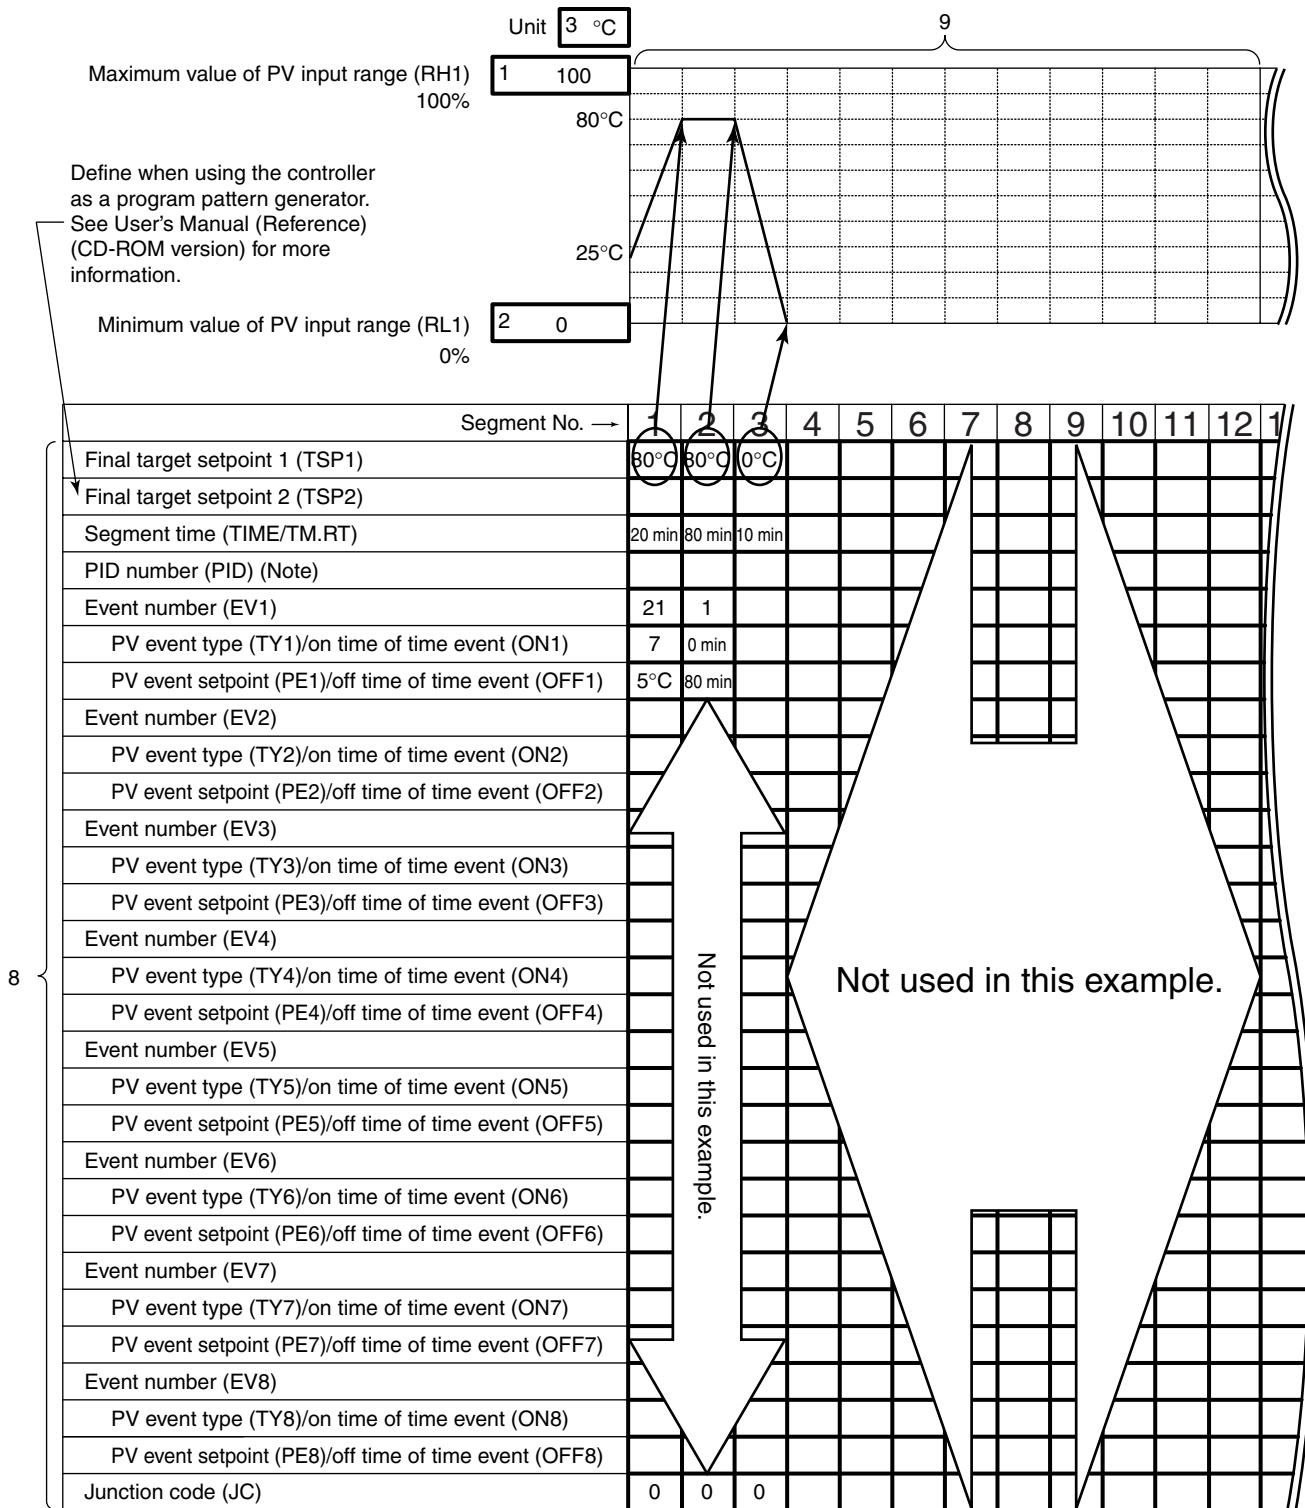 Unit 3 °C
9
Maximum value of PV input range (RH1) 1 100
100%
80°C
Define when using the controller
as a program pattern generator.
See User's Manual (Reference)
(CD-ROM version) for more
information.
25°C
Minimum value of PV input range (RL1) 2 0
0%
Segment No. → 1 2 3 4 5 6 7 8 9 10 11 12 1
8
Final target setpoint 1 (TSP1) 80°C 80°C 0°C
Final target setpoint 2 (TSP2)
Segment time (TIME/TM.RT) 20 min 80 min 10 min
PID number (PID) (Note)
Event number (EV1) 21 1
PV event type (TY1)/on time of time event (ON1) 7 0 min
PV event setpoint (PE1)/off time of time event (OFF1) 5°C 80 min
Event number (EV2)
PV event type (TY2)/on time of time event (ON2)
PV event setpoint (PE2)/off time of time event (OFF2)
Event number (EV3)
PV event type (TY3)/on time of time event (ON3)
PV event setpoint (PE3)/off time of time event (OFF3)
Event number (EV4)
PV event type (TY4)/on time of time event (ON4)
PV event setpoint (PE4)/off time of time event (OFF4)
Event number (EV5)
PV event type (TY5)/on time of time event (ON5)
PV event setpoint (PE5)/off time of time event (OFF5)
Event number (EV6)
PV event type (TY6)/on time of time event (ON6)
PV event setpoint (PE6)/off time of time event (OFF6)
Event number (EV7)
PV event type (TY7)/on time of time event (ON7)
PV event setpoint (PE7)/off time of time event (OFF7)
Event number (EV8)
PV event type (TY8)/on time of time event (ON8)
PV event setpoint (PE8)/off time of time event (OFF8)
Junction code (JC) 0 0 0
Not used in this example.
Not used in this example.